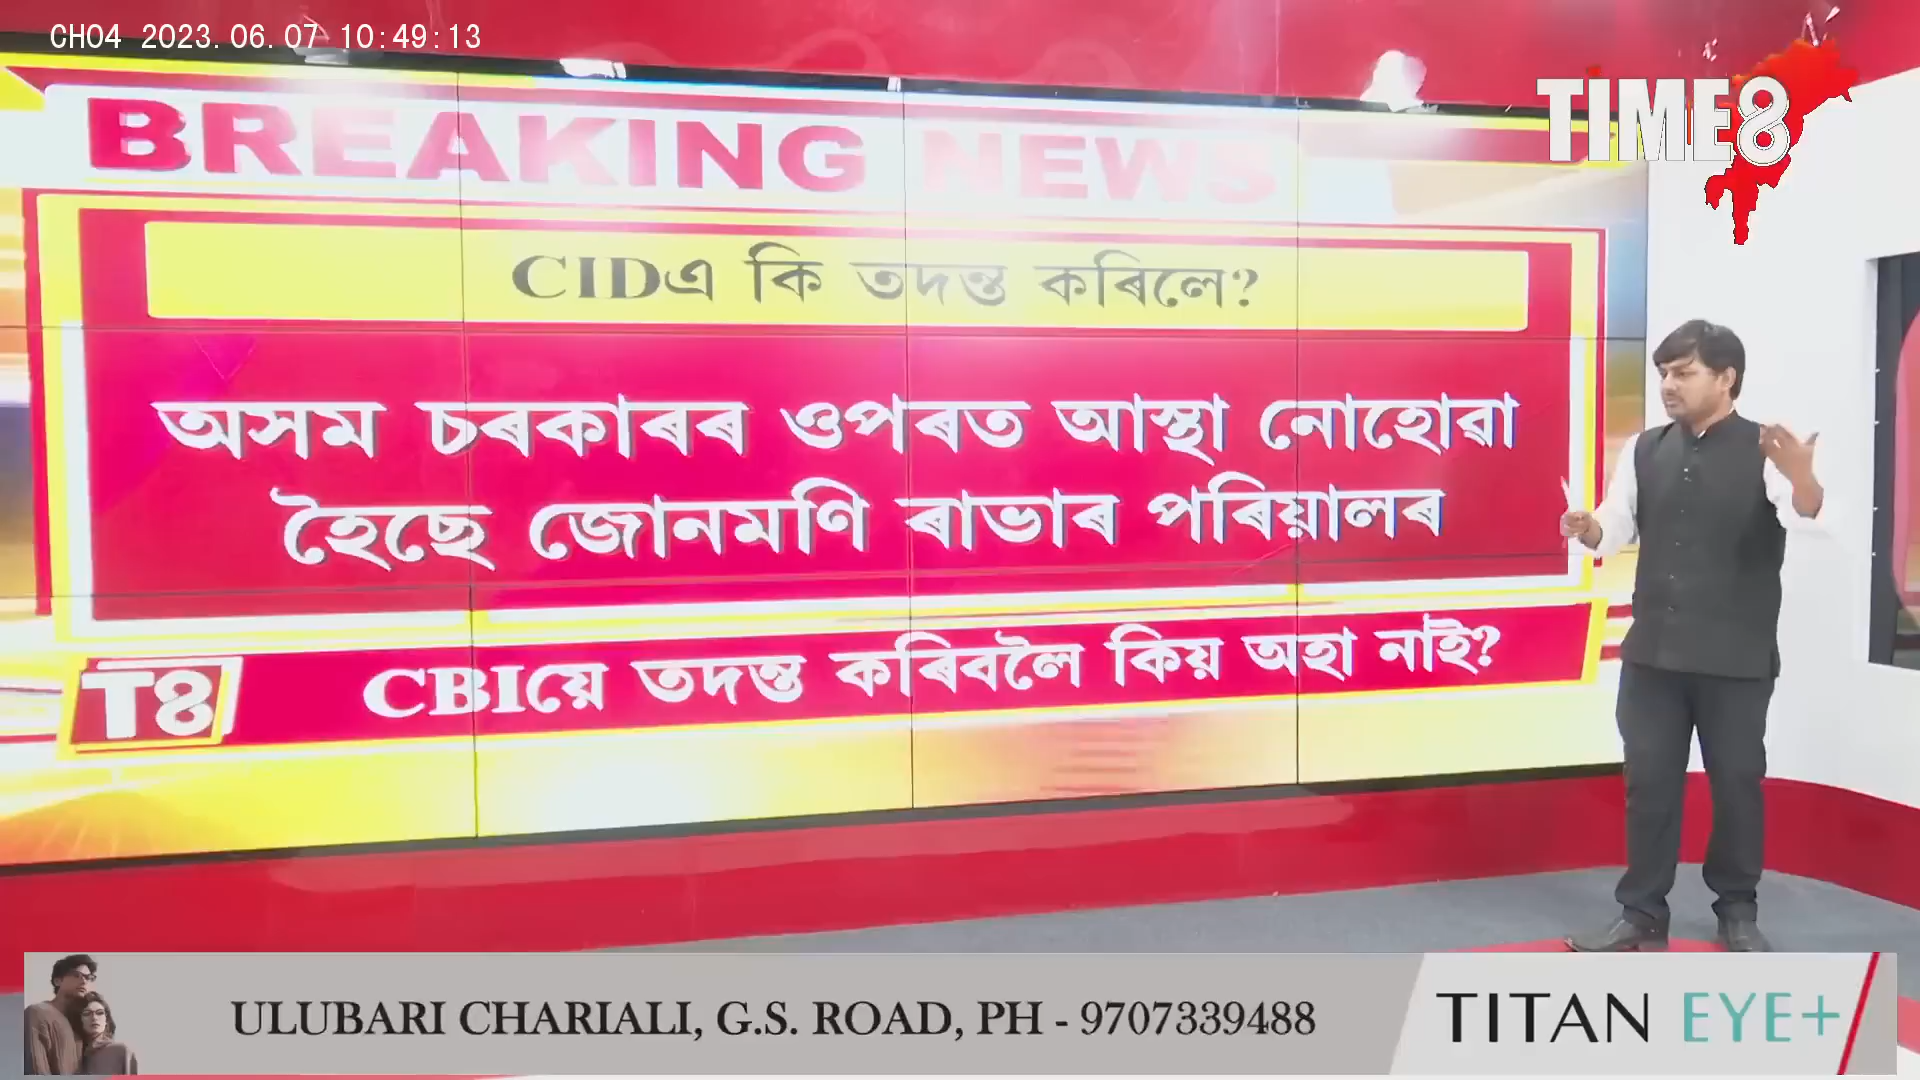 CH04 2023.06.07 10:49:13
TIME8
BREAKING NEWS
CIDএ কি তদন্ত কৰিলে?
অসম চৰকাৰৰ ওপৰত আস্থা নোহোৱা
হৈছে জোনমণি ৰাভাৰ পৰিয়ালৰ
T8 CBIয়ে তদন্ত কৰিবলৈ কিয় অহা নাই?
ULUBARI CHARIALI, G.S. ROAD, PH - 9707339488
TITAN EYE+